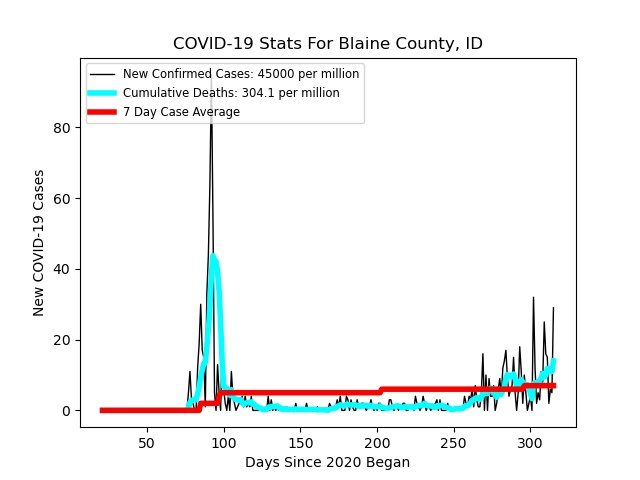 COVID-19 Stats For Blaine County, ID
New Confirmed Cases: 45000 per million
Cumulative Deaths: 304.1 per million
7 Day Case Average
New COVID-19 Cases
80
60
40
20
0
50 100 150 200 250 300
Days Since 2020 Began